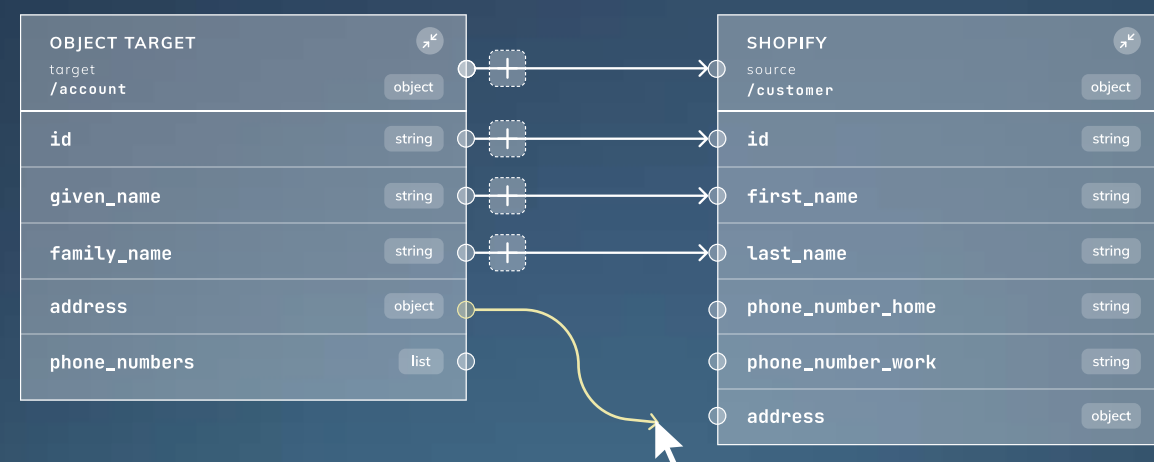 OBJECT TARGET
target
/account
object
id
string
given_name
string
family_name
string
address
object
phone_numbers
list
SHOPIFY
source
/customer
object
id
string
first_name
string
last_name
string
phone_number_home
string
phone_number_work
string
address
object